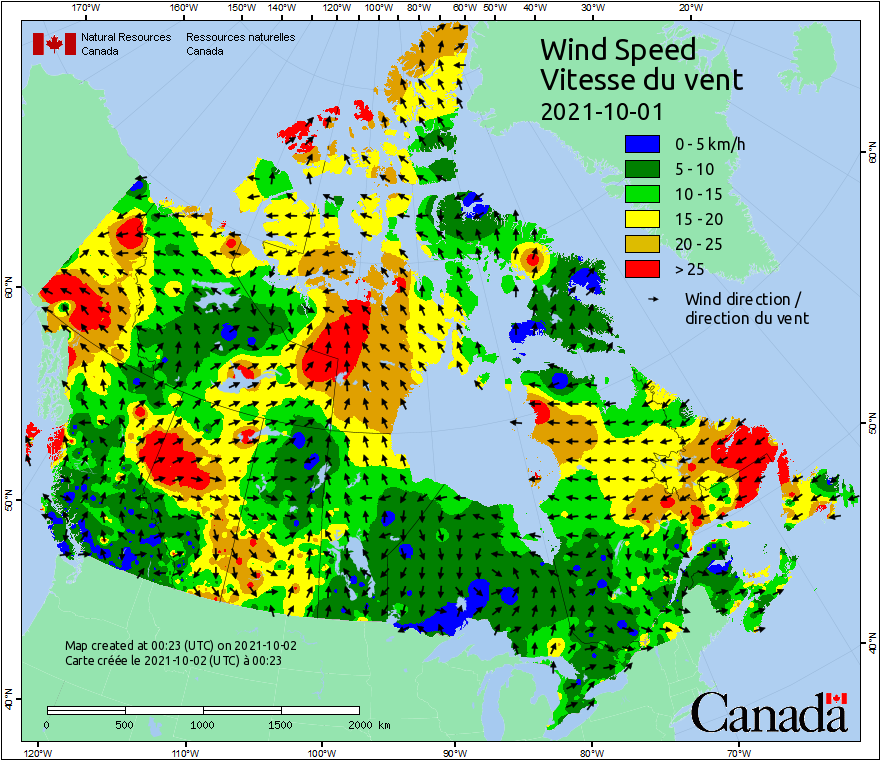 170°W 160°W 150°W 140°W 120°W 100°W 80°W 60°W 50°W 40°W 30°W 20°W
Natural Resources Ressources naturelles
Canada Canada
Wind Speed
Vitesse du vent
2021-10-01
0 - 5 km/h
5 - 10
10 - 15
15 - 20
20 - 25
> 25
Wind direction /
direction du vent
60°N
60°N
50°N
50°N
40°N
40°N
Map created at 00:23 (UTC) on 2021-10-02
Carte créée le 2021-10-02 (UTC) à 00:23
0 500 1000 1500 2000 km
Canada
120°W 110°W 100°W 90°W 80°W 70°W